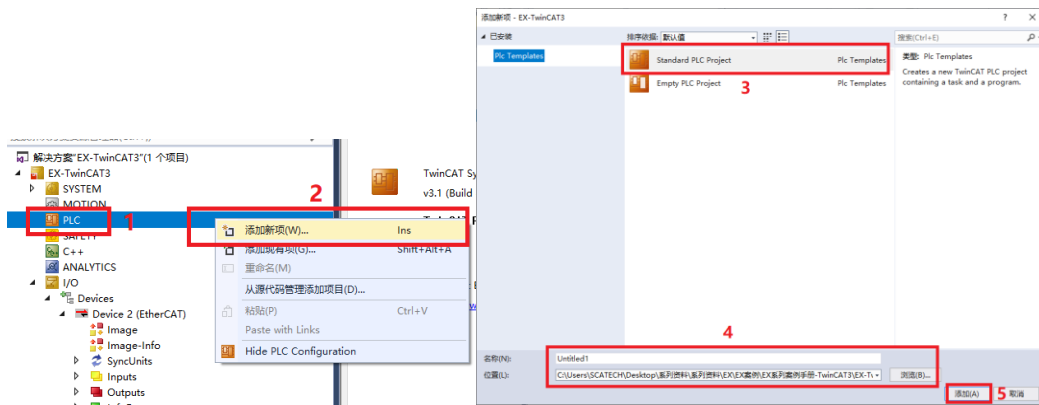 解决方案"EX-TwinCAT3"(1 个项目)
EX-TwinCAT3
SYSTEM
MOTION
PLC
1
SAFETY
C++
ANALYTICS
I/O
Devices
Device 2 (EtherCAT)
Image
Image-Info
SyncUnits
Inputs
Outputs
2
TwinCAT Sy
v3.1 (Build
添加新项(W)... Ins
添加现有项(G)... Shift+Alt+A
重命名(M)
从源代码管理添加项目(D)...
粘贴(P) Ctrl+V
Paste with Links
Hide PLC Configuration
添加新项 - EX-TwinCAT3
已安装
Plc Templates
排序依据: 默认值
搜索(Ctrl+E)
Standard PLC Project Plc Templates
Empty PLC Project Plc Templates
3
类型: Plc Templates
Creates a new TwinCAT PLC project
containing a task and a program.
4
名称(N): Untitled1
位置(L): C:\Users\SCATECH\Desktop\系列资料\系列资料\EX\EX案例\EX系列案例手册-TwinCAT3\EX-Tv
浏览(B)...
添加(A)
5
取消